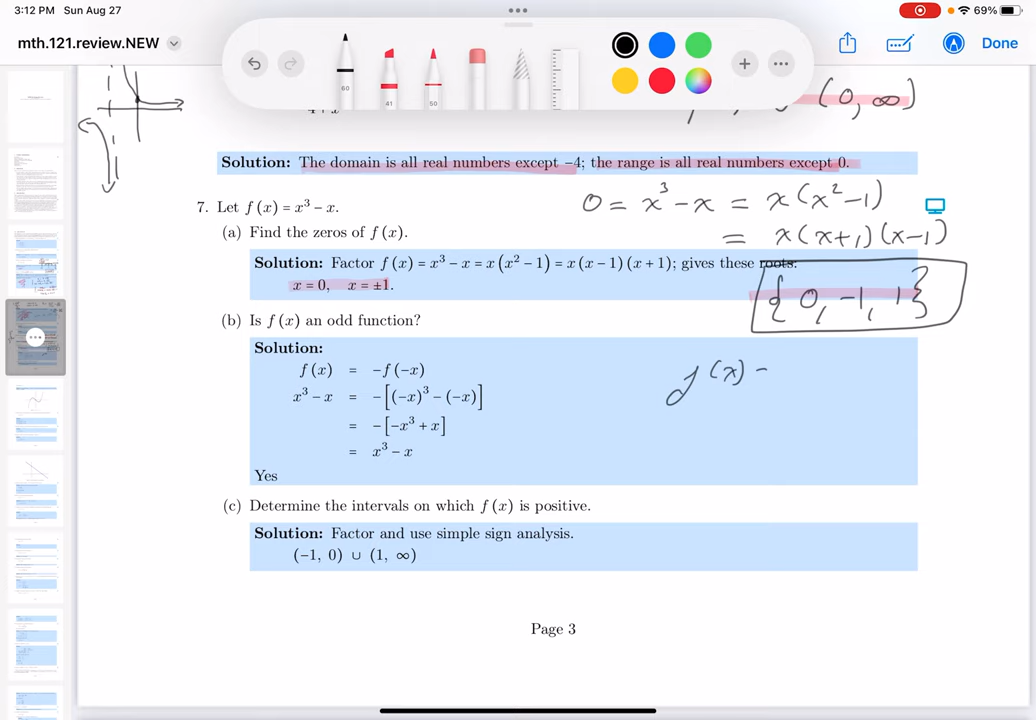 3:12 PM Sun Aug 27
69%
mth.121.review.NEW
Done
60
41
50
(0, ∞)
Solution: The domain is all real numbers except −4; the range is all real numbers except 0.
0 = x³ − x = x(x² − 1)
= x(x+1)(x−1)
7. Let f(x) = x³ − x.
(a) Find the zeros of f(x).
Solution: Factor f(x) = x³ − x = x(x² − 1) = x(x − 1)(x + 1); gives these roots:
x = 0, x = ±1.
{0, −1, 1}
(b) Is f(x) an odd function?
Solution:
f(x) = −f(−x)
x³ − x = −[(−x)³ − (−x)]
= −[−x³ + x]
= x³ − x
f(x) −
Yes
(c) Determine the intervals on which f(x) is positive.
Solution: Factor and use simple sign analysis.
(−1, 0) ∪ (1, ∞)
Page 3